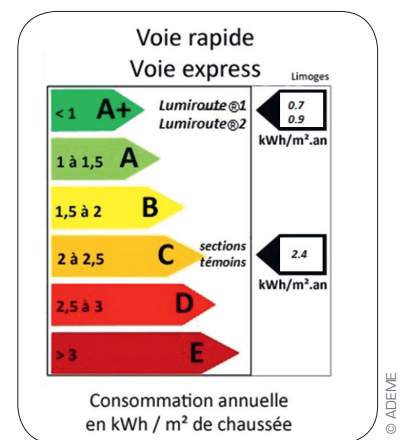 Voie rapide
Voie express
Limoges
< 1 A+ Lumiroute®1 0.7
Lumiroute®2 0.9
kWh/m².an
1 à 1,5 A
1,5 à 2 B
2 à 2,5 C sections témoins 2.4
kWh/m².an
2,5 à 3 D
> 3 E
Consommation annuelle
en kWh / m² de chaussée
© ADEME